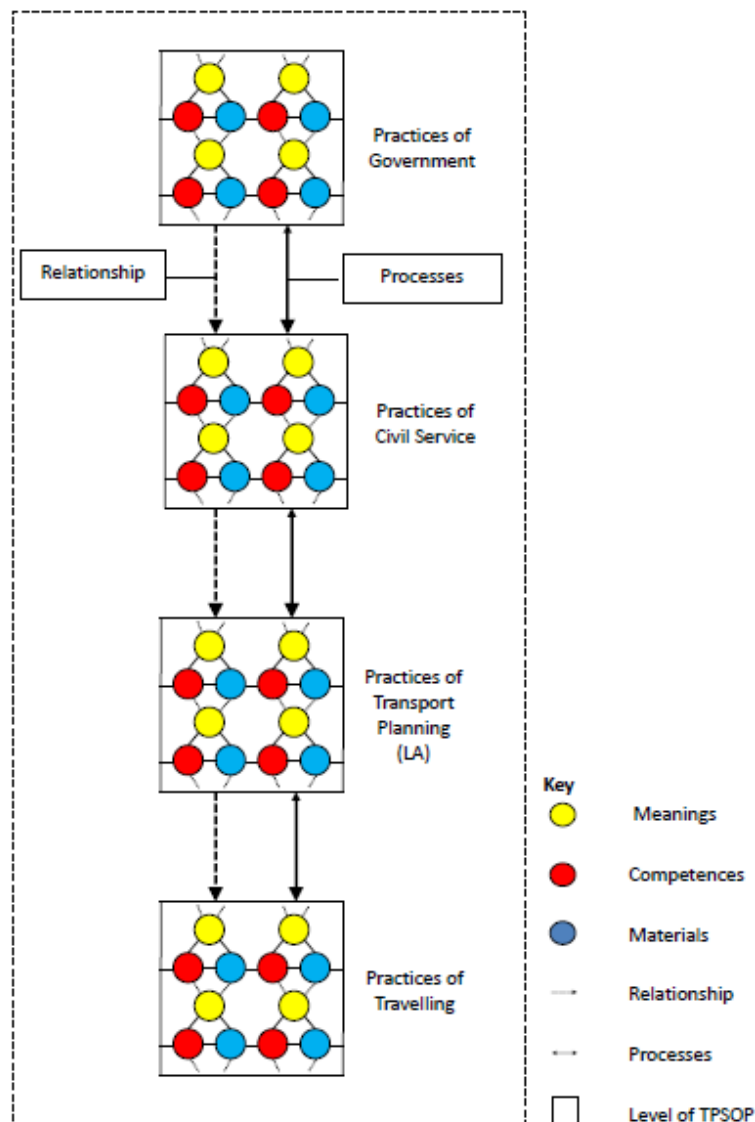 Practices of
Government
Relationship
Processes
Practices of
Civil Service
Practices of
Transport
Planning
(LA)
Practices of
Travelling
Key
Meanings
Competences
Materials
Relationship
Processes
Level of TPSOP